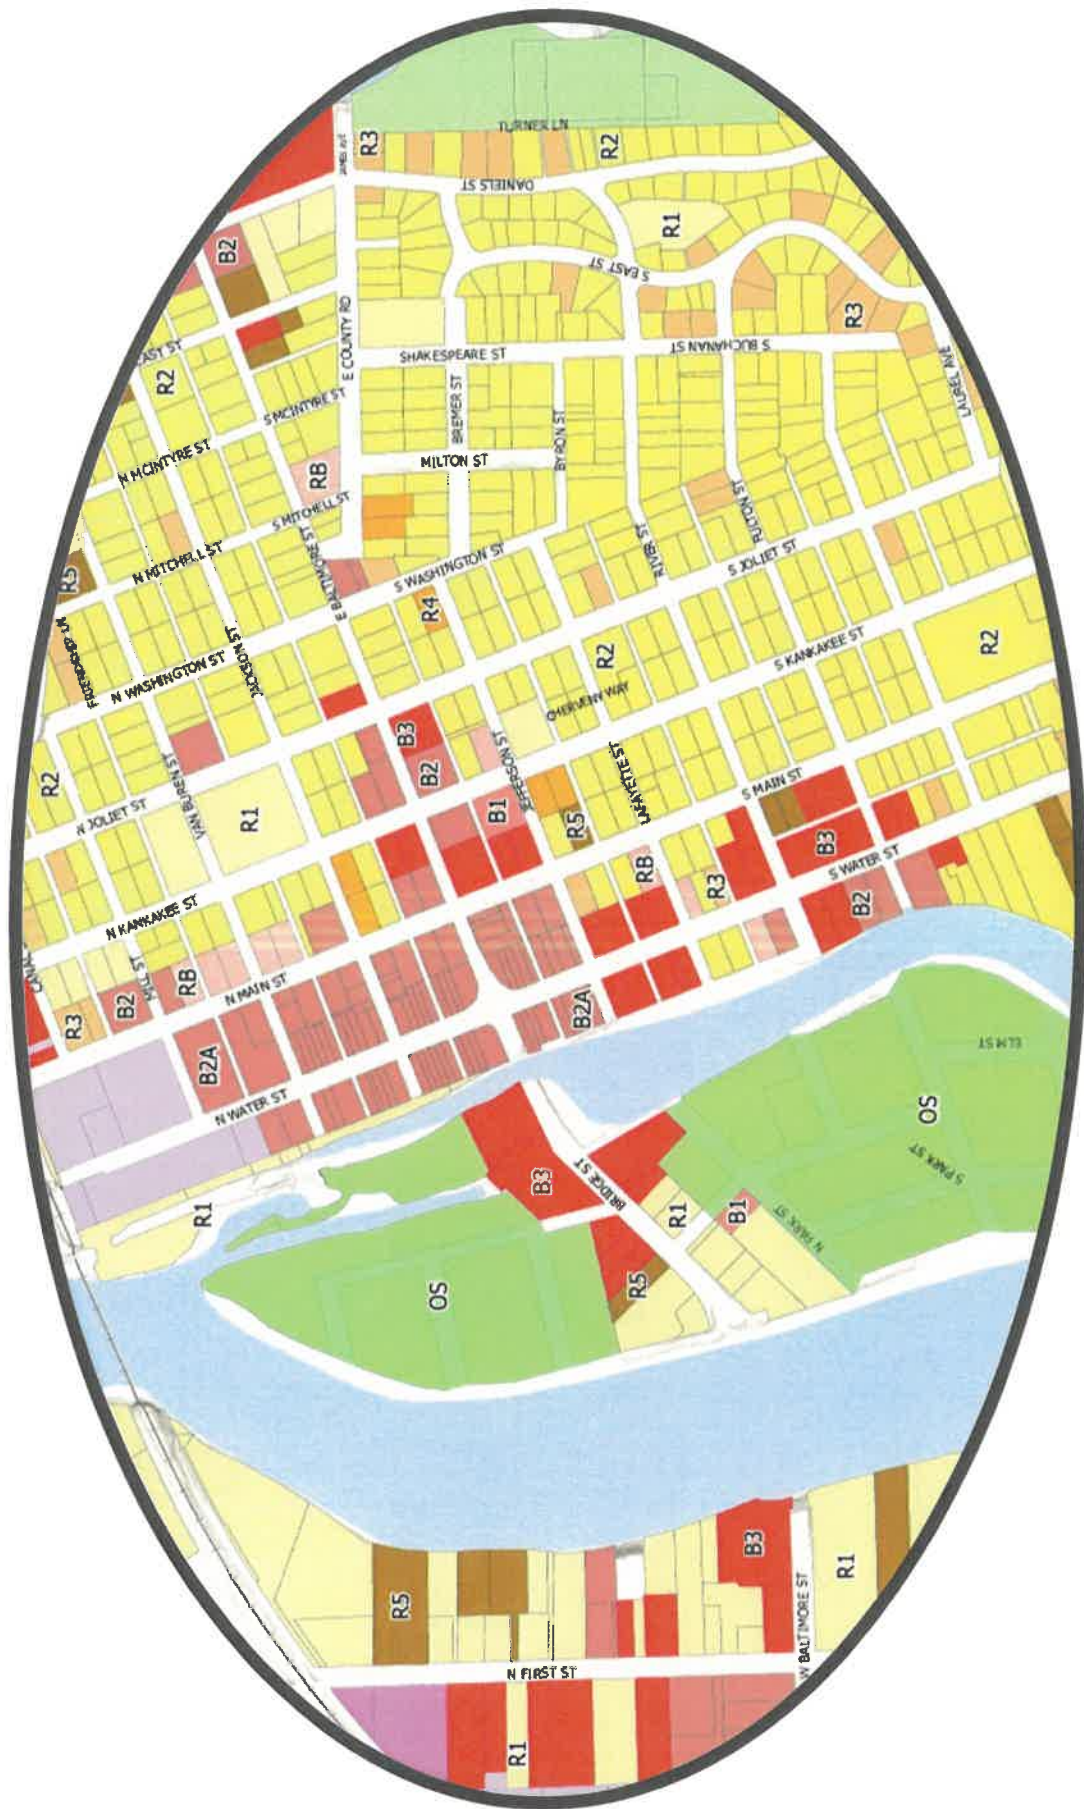 TURNER LN
R3
R2
DANIELS ST
B2
R1
S EAST ST
E COUNTY RD
R2
SHAKESPEARE ST
S BUCHANAN ST
R3
LAUREL AVE
S MCINTYRE ST
N MCINTYRE ST
BREMER ST
BYRON ST
MILTON ST
RB
S MITCHELL ST
N MITCHELL ST
R5
E BALTIMORE ST
S WASHINGTON ST
RIVER ST
FULTON ST
S JOLIET ST
R4
FRIENDSHIP LN
N WASHINGTON ST
JACKSON ST
R2
S KANKAKEE ST
R2
CHERVENY WAY
B3
B2
R2
N JOLIET ST
VAN BUREN ST
R1
JEFFERSON ST
B1
R5
LAFAYETTE ST
S MAIN ST
B3
S WATER ST
RB
R3
B2
N KANKAKEE ST
MILL ST
RB
N MAIN ST
B2
R3
B2A
B2A
N WATER ST
ELM ST
OS
S PARK ST
R1
B3
BRIDGE ST
R1
B1
N PARK ST
OS
R5
B3
R1
R5
W BALTIMORE ST
N FIRST ST
R1